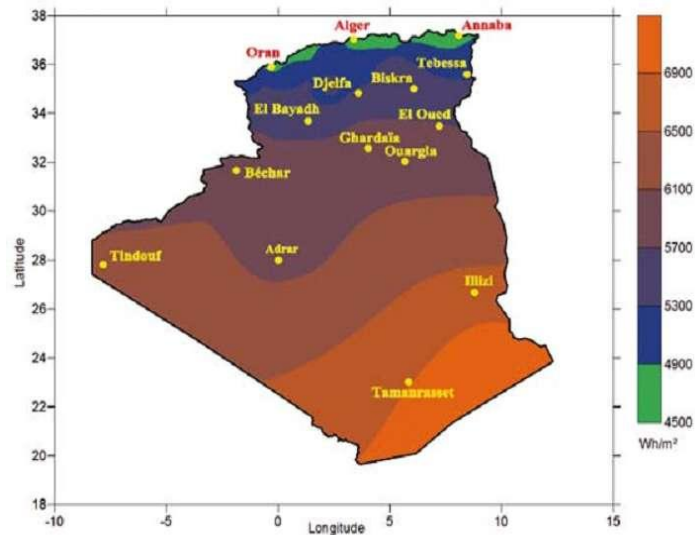 38
36
34
32
30
28
26
24
22
20
18
Latitude
-10
-5
0
5
10
15
Longitude
Alger
Annaba
Oran
Tebessa
Djelfa
Biskra
El Bayadh
El Oued
Ghardaïa
Ouargla
Béchar
Adrar
Tindouf
Illizi
Tamanrasset
6900
6500
6100
5700
5300
4900
4500
Wh/m²